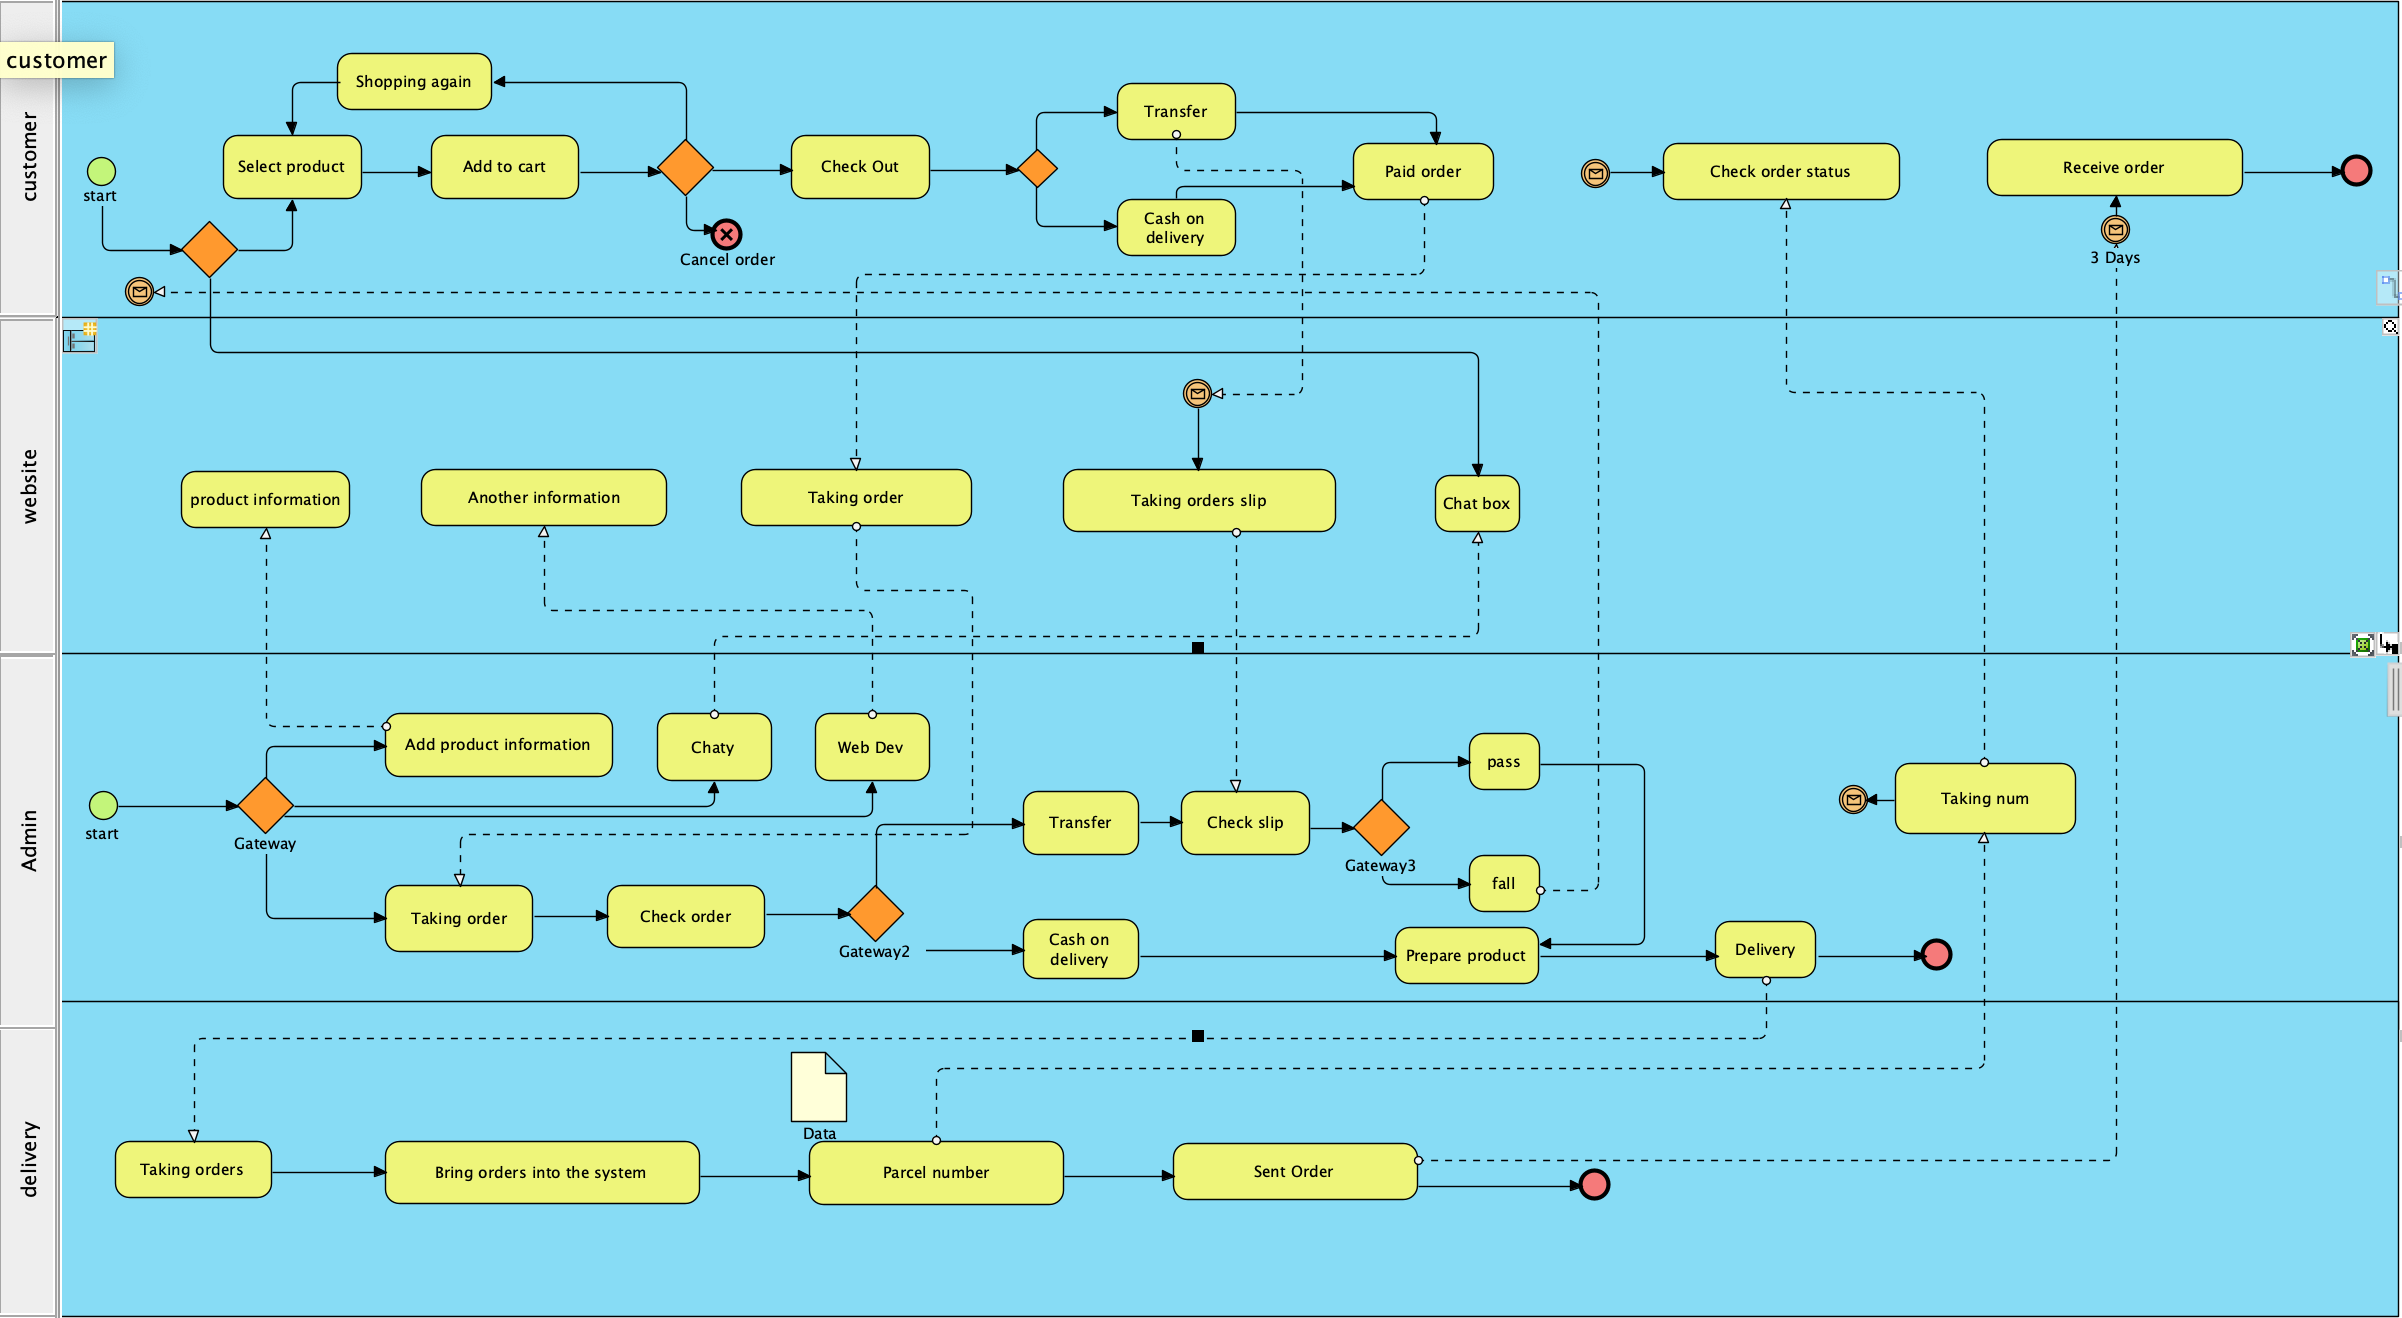 customer
customer
Shopping again
Select product
Add to cart
Check Out
Transfer
Paid order
Check order status
Receive order
start
Cash on
delivery
Cancel order
3 Days
website
product information
Another information
Taking order
Taking orders slip
Chat box
Admin
Add product information
Chaty
Web Dev
pass
Taking num
start
Gateway
Transfer
Check slip
Gateway3
fall
Taking order
Check order
Gateway2
Cash on
delivery
Prepare product
Delivery
delivery
Data
Taking orders
Bring orders into the system
Parcel number
Sent Order